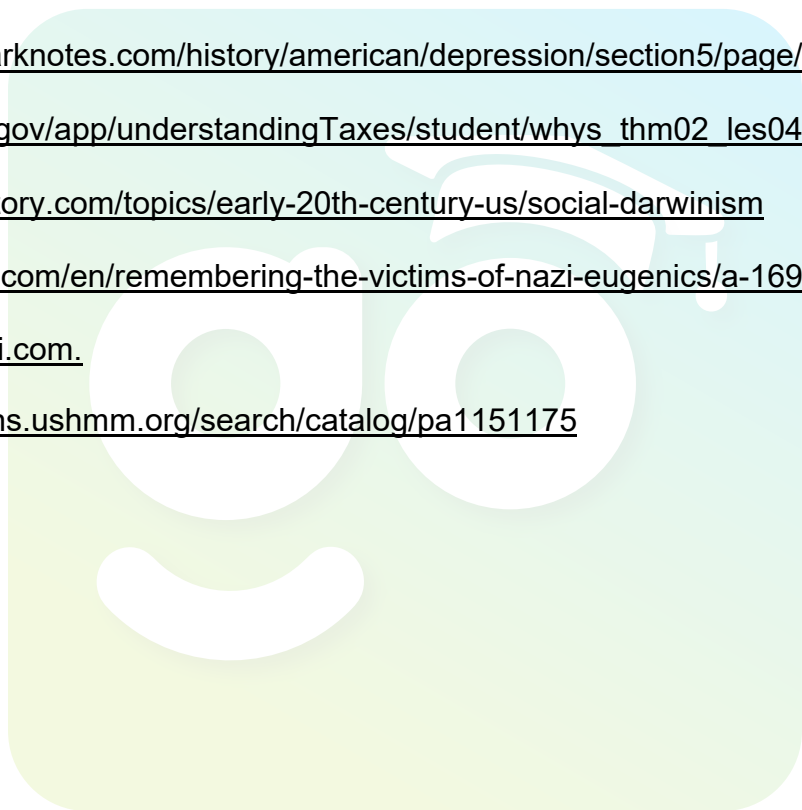 arknotes.com/history/american/depression/section5/page/
gov/app/understandingTaxes/student/whys_thm02_les04
ory.com/topics/early-20th-century-us/social-darwinism
com/en/remembering-the-victims-of-nazi-eugenics/a-169
i.com.
ns.ushmm.org/search/catalog/pa1151175
go